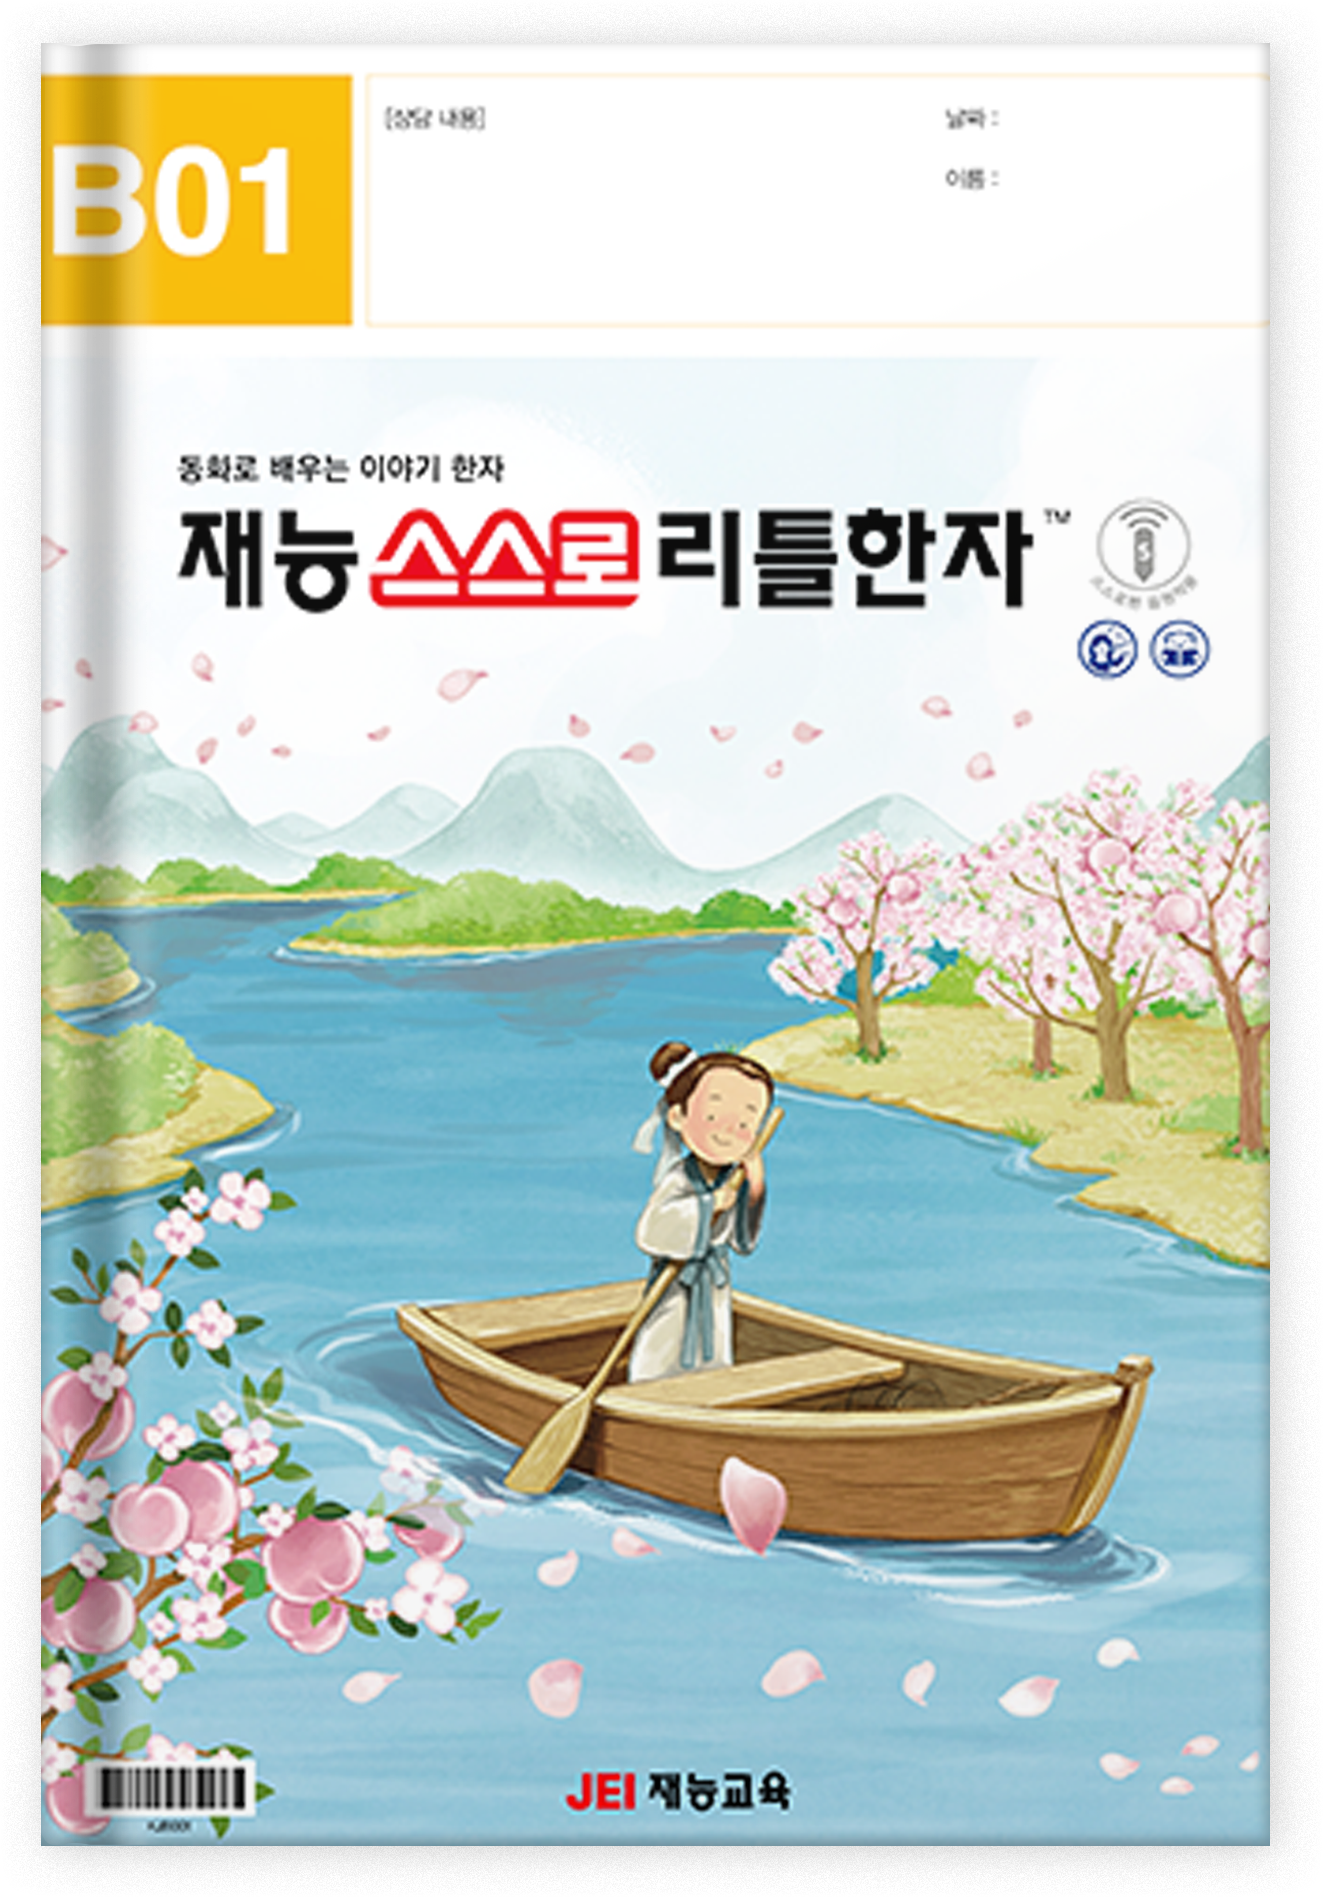 B01
[상담 내용]
날짜 :
이름 :
동화로 배우는 이야기 한자
재능스스로리틀한자™
JEI 재능교육